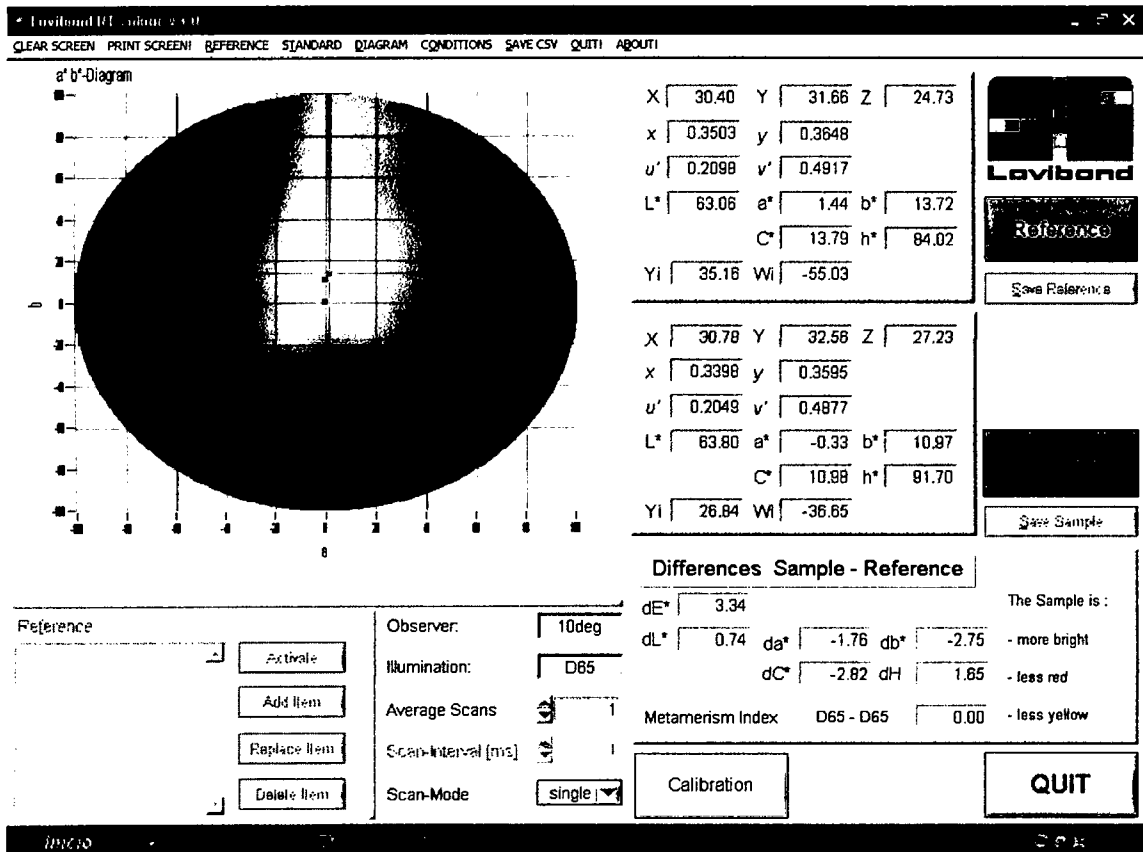 CLEAR SCREEN PRINT SCREEN! REFERENCE STANDARD DIAGRAM CONDITIONS SAVE CSV QUIT! ABOUT!
a* b*-Diagram
b
a
X 30.40 Y 31.66 Z 24.73
x 0.3503 y 0.3648
u' 0.2098 v' 0.4917
L* 63.06 a* 1.44 b* 13.72
C* 13.79 h* 84.02
Yi 35.16 Wi -55.03
Lovibond
Reference
Save Reference
X 30.78 Y 32.56 Z 27.23
x 0.3398 y 0.3595
u' 0.2049 v' 0.4877
L* 63.80 a* -0.33 b* 10.97
C* 10.98 h* 91.70
Yi 26.84 Wi -36.65
Save Sample
Differences Sample - Reference
dE* 3.34
dL* 0.74 da* -1.76 db* -2.75
dC* -2.82 dH 1.65
Metamerism Index D65 - D65 0.00
The Sample is :
- more bright
- less red
- less yellow
Reference
Activate
Add Item
Replace Item
Delete Item
Observer: 10deg
Illumination: D65
Average Scans 1
Scan-Interval [ms] 1
Scan-Mode single
Calibration
QUIT
Inicio